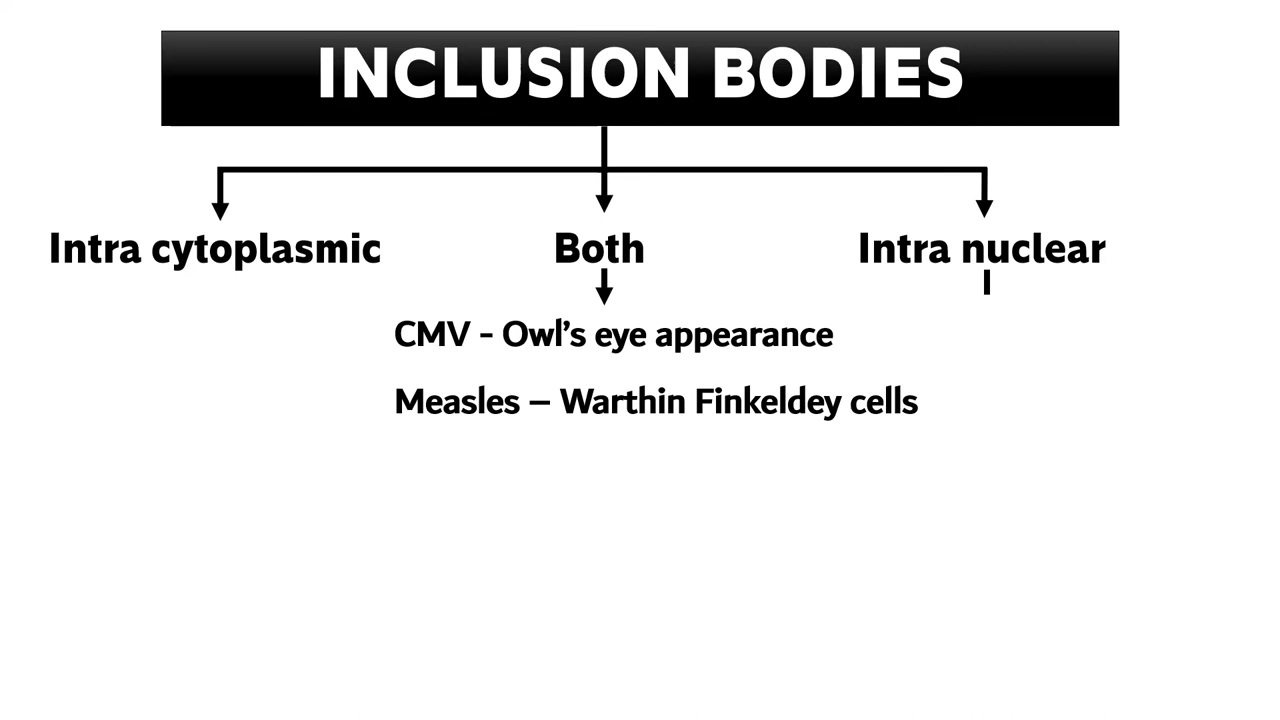 INCLUSION BODIES
Intra cytoplasmic
Both
Intra nuclear
CMV - Owl’s eye appearance
Measles – Warthin Finkeldey cells